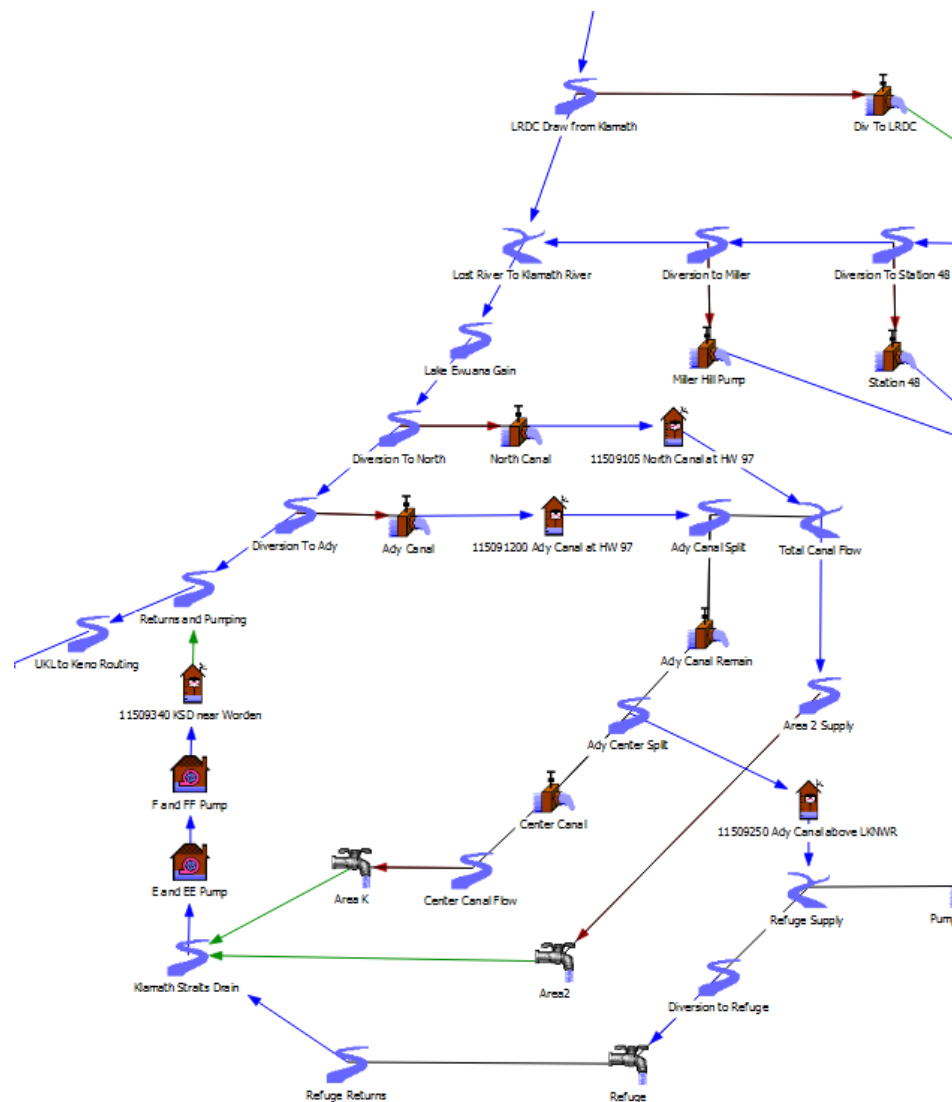 LRDC Draw from Klamath
Div To LRDC
Lost River To Klamath River
Diversion to Miller
Diversion To Station 48
Lake Ewuana Gain
Miller Hill Pump
Station 48
Diversion To North
North Canal
11509105 North Canal at HW 97
Diversion To Ady
Ady Canal
115091200 Ady Canal at HW 97
Ady Canal Split
Total Canal Flow
Returns and Pumping
UKL to Keno Routing
Ady Canal Remain
11509340 KSD near Worden
Area 2 Supply
Ady Center Split
F and FF Pump
Center Canal
11509250 Ady Canal above LKNWR
E and EE Pump
Area K
Center Canal Flow
Refuge Supply
Pump
Klamath Straits Drain
Area2
Diversion to Refuge
Refuge Returns
Refuge